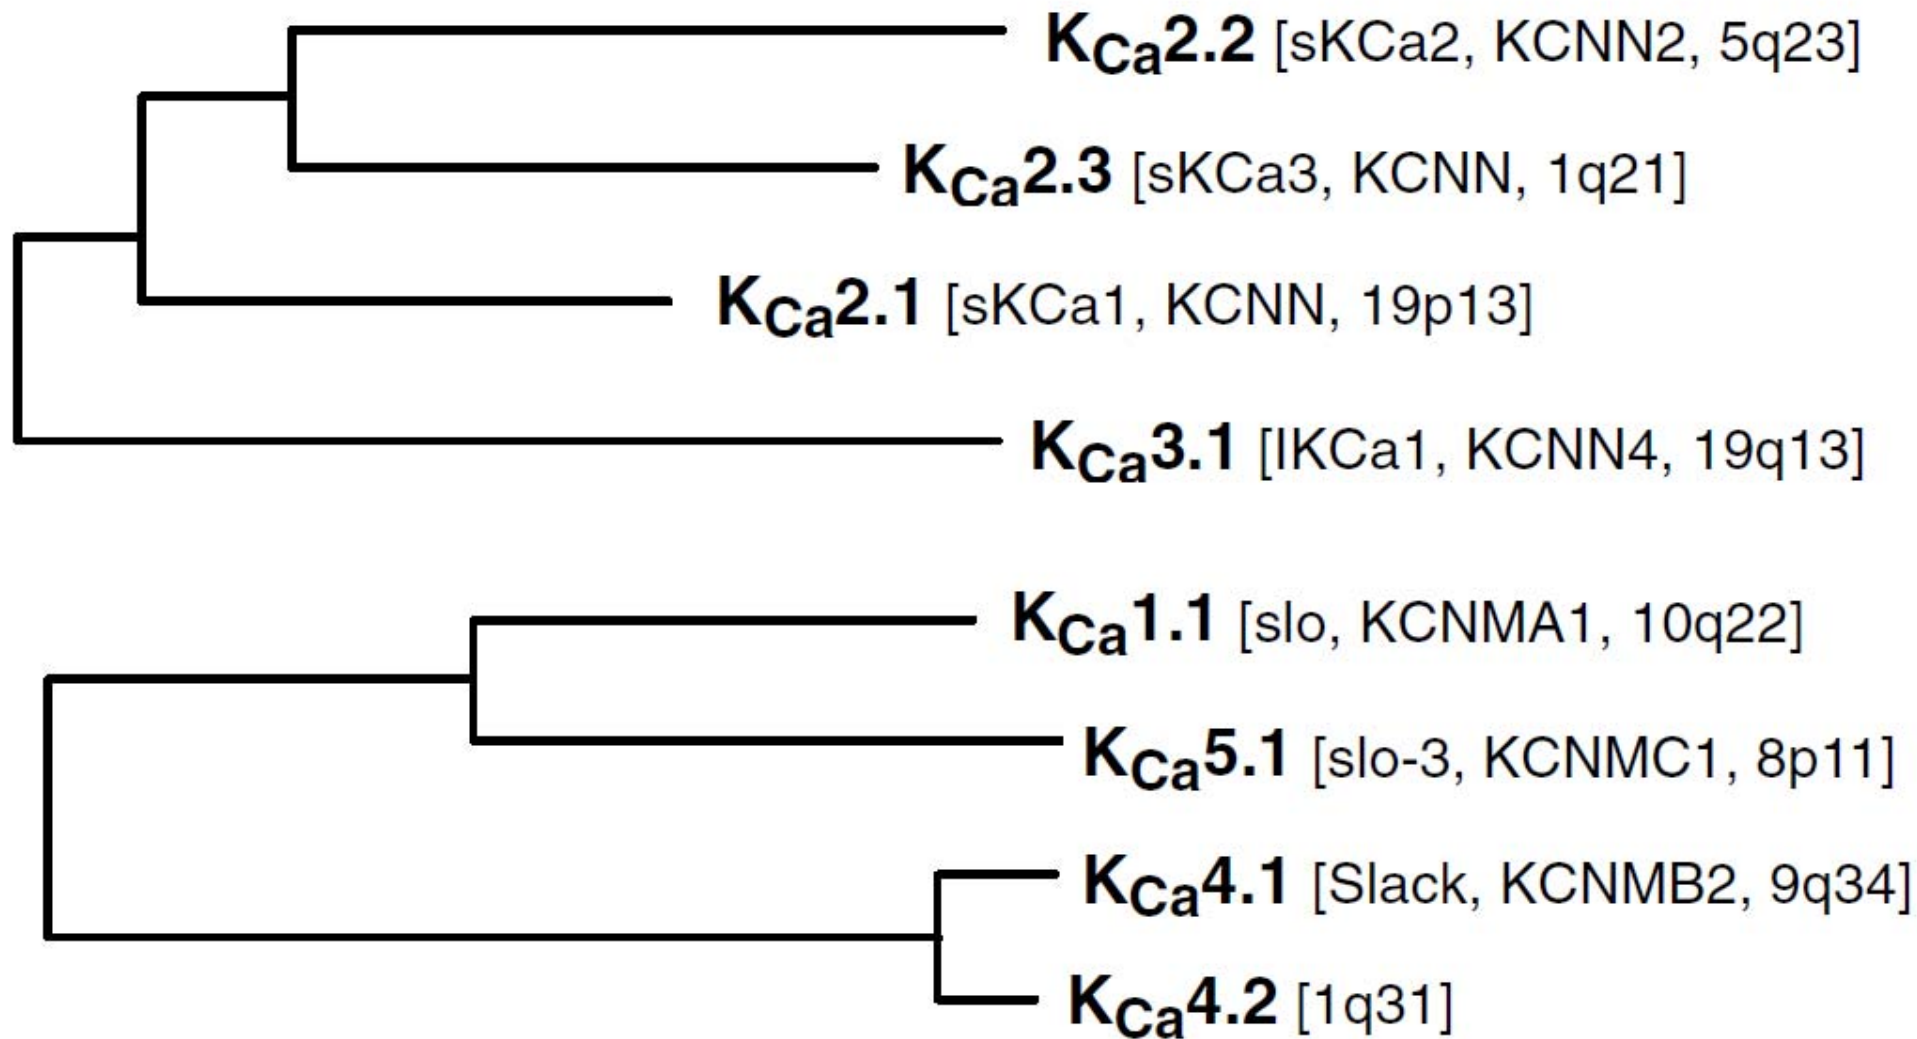 KCa2.2 [sKCa2, KCNN2, 5q23]
KCa2.3 [sKCa3, KCNN, 1q21]
KCa2.1 [sKCa1, KCNN, 19p13]
KCa3.1 [IKCa1, KCNN4, 19q13]
KCa1.1 [slo, KCNMA1, 10q22]
KCa5.1 [slo-3, KCNMC1, 8p11]
KCa4.1 [Slack, KCNMB2, 9q34]
KCa4.2 [1q31]